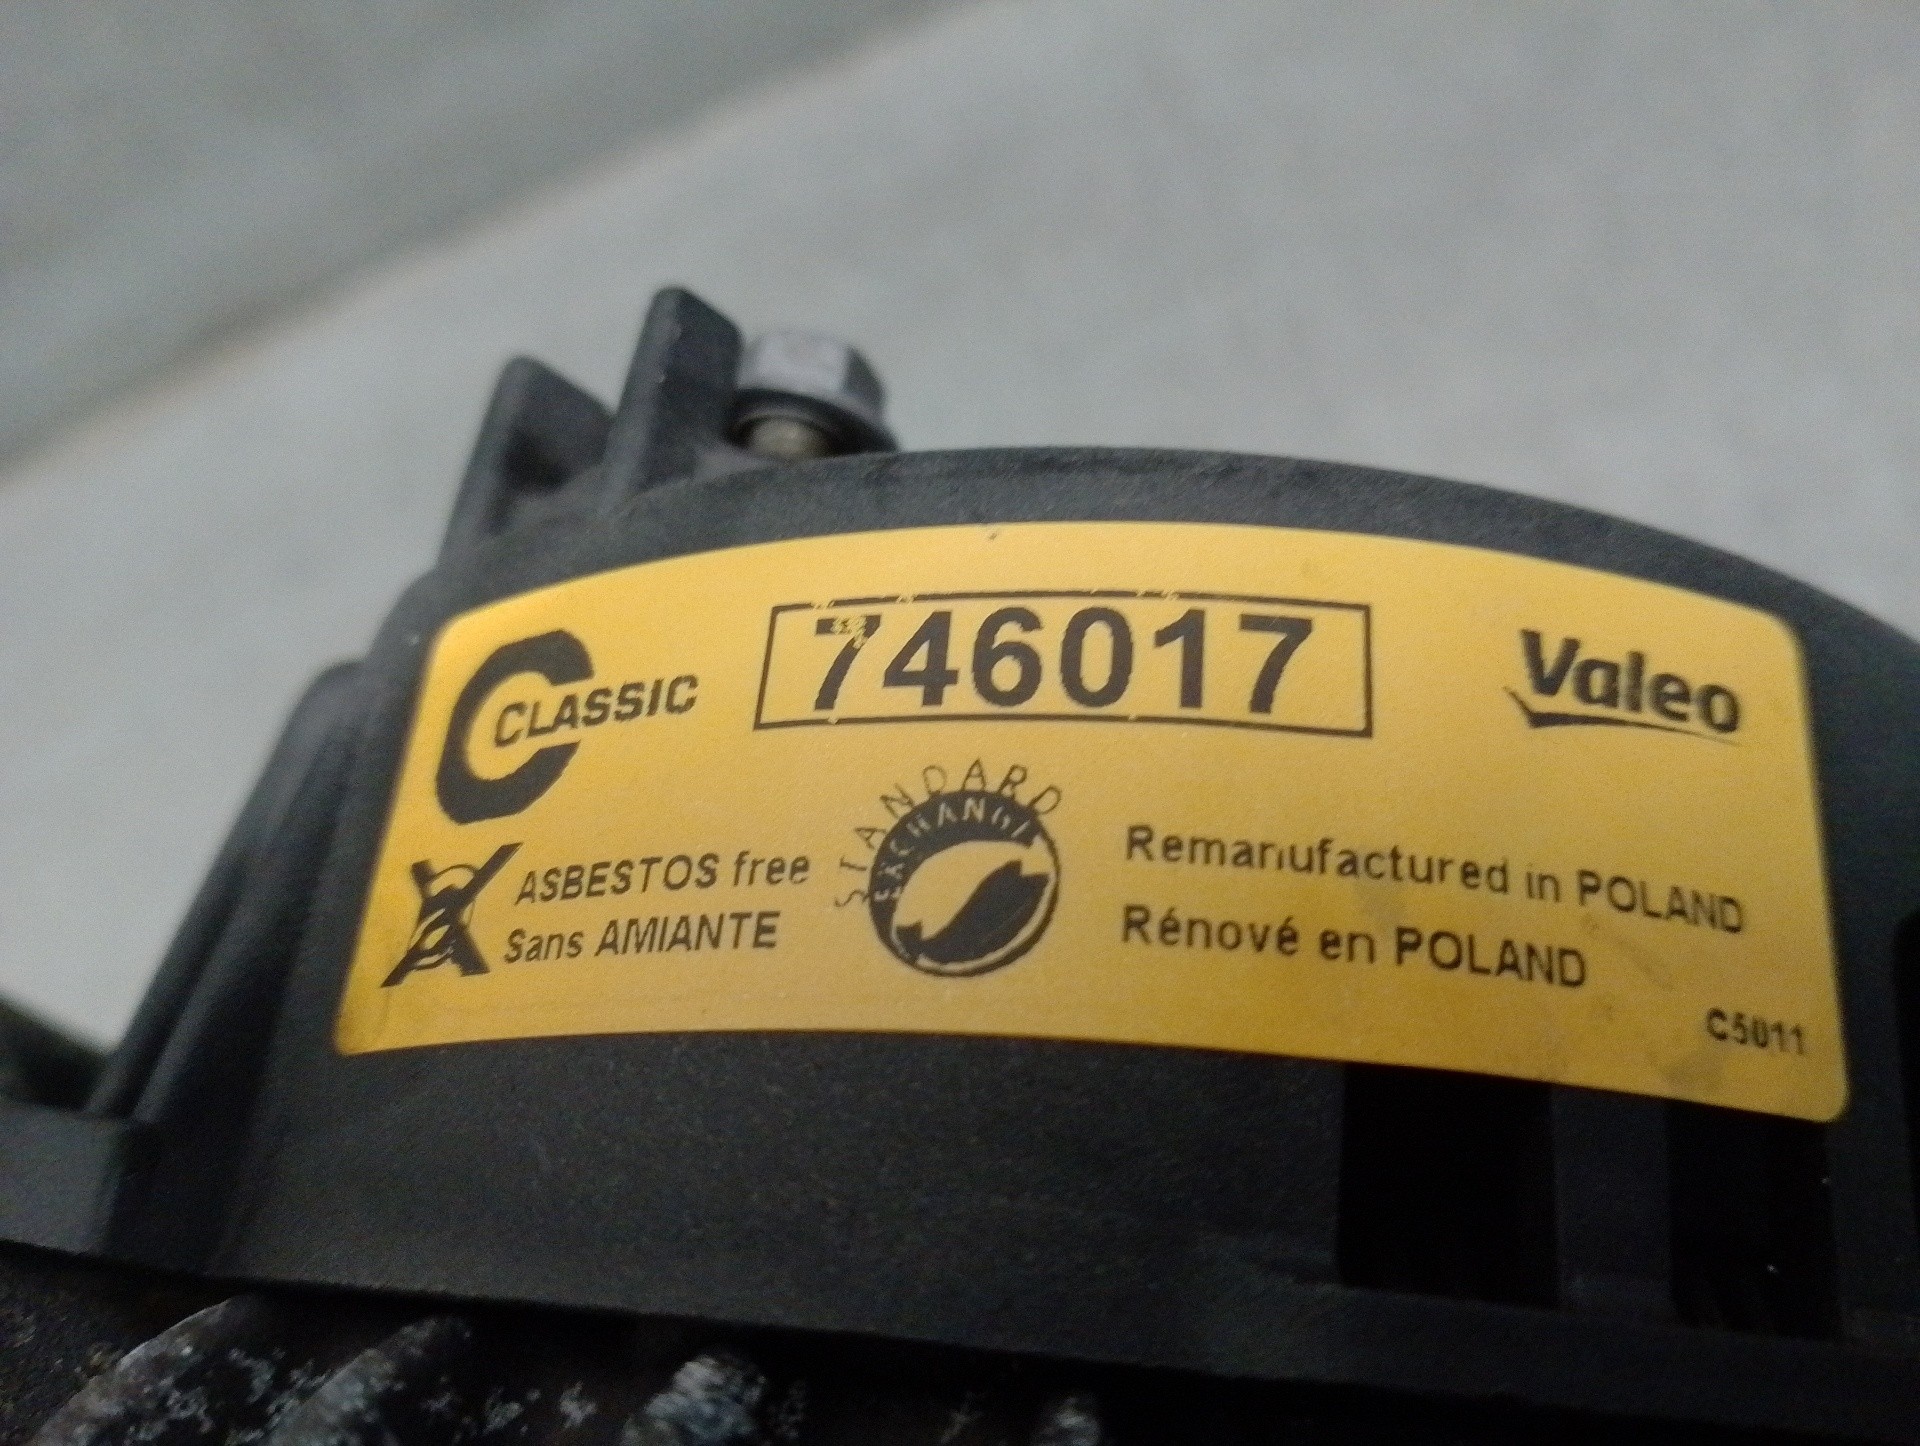 CLASSIC
746017
Valeo
ASBESTOS free
Sans AMIANTE
STANDARD
EXCHANGE
Remanufactured in POLAND
Rénové en POLAND
C5011